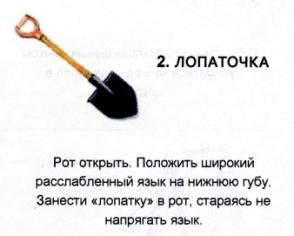 2. ЛОПАТОЧКА
Рот открыть. Положить широкий
расслабленный язык на нижнюю губу.
Занести «лопатку» в рот, стараясь не
напрягать язык.